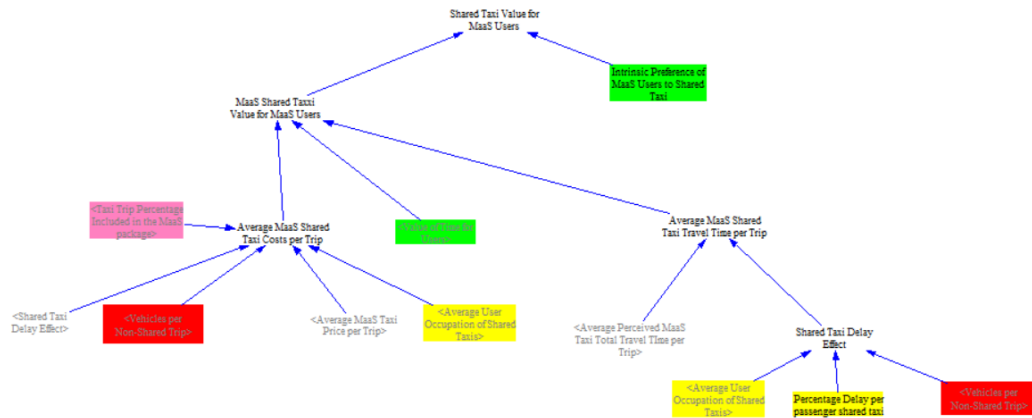 Shared Taxi Value for
MaaS Users
Intrinsic Preference of
MaaS Users to Shared
Taxi
MaaS Shared Taxxi
Value for MaaS Users
<Taxi Trip Percentage
Included in the MaaS
package>
Average MaaS Shared
Taxi Costs per Trip
<Value of Time for
Users>
Average MaaS Shared
Taxi Travel Time per Trip
<Shared Taxi
Delay Effect>
<Vehicles per
Non-Shared Trip>
<Average MaaS Taxi
Price per Trip>
<Average User
Occupation of Shared
Taxis>
<Average Perceived MaaS
Taxi Total Travel TIme per
Trip>
Shared Taxi Delay
Effect
<Average User
Occupation of Shared
Taxis>
Percentage Delay per
passenger shared taxi
<Vehicles per
Non-Shared Trip>